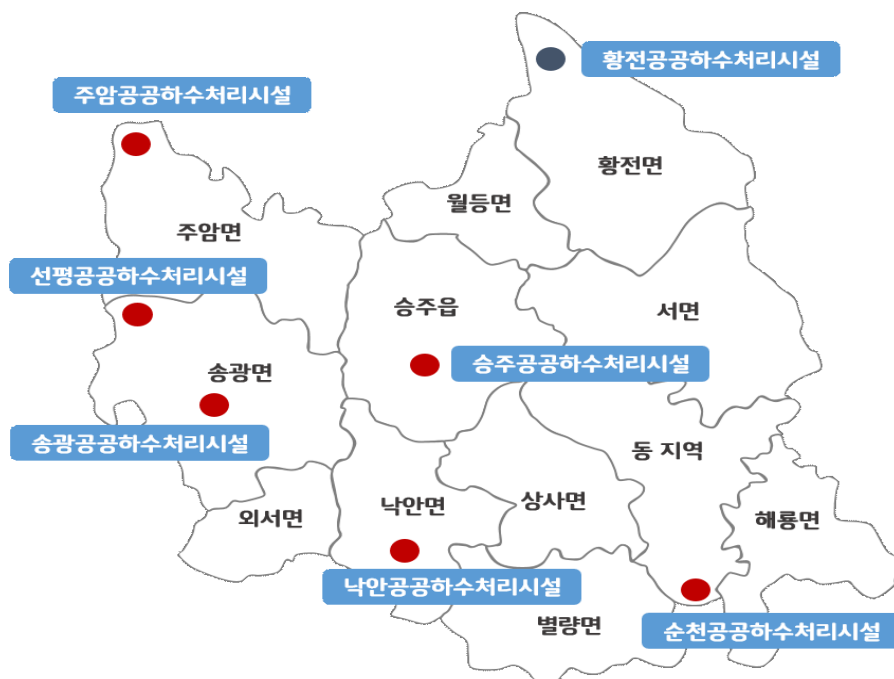 황전공공하수처리시설
주암공공하수처리시설
황전면
월등면
주암면
선평공공하수처리시설
승주읍
서면
승주공공하수처리시설
송광면
송광공공하수처리시설
동 지역
낙안면
상사면
외서면
해룡면
낙안공공하수처리시설
별량면
순천공공하수처리시설